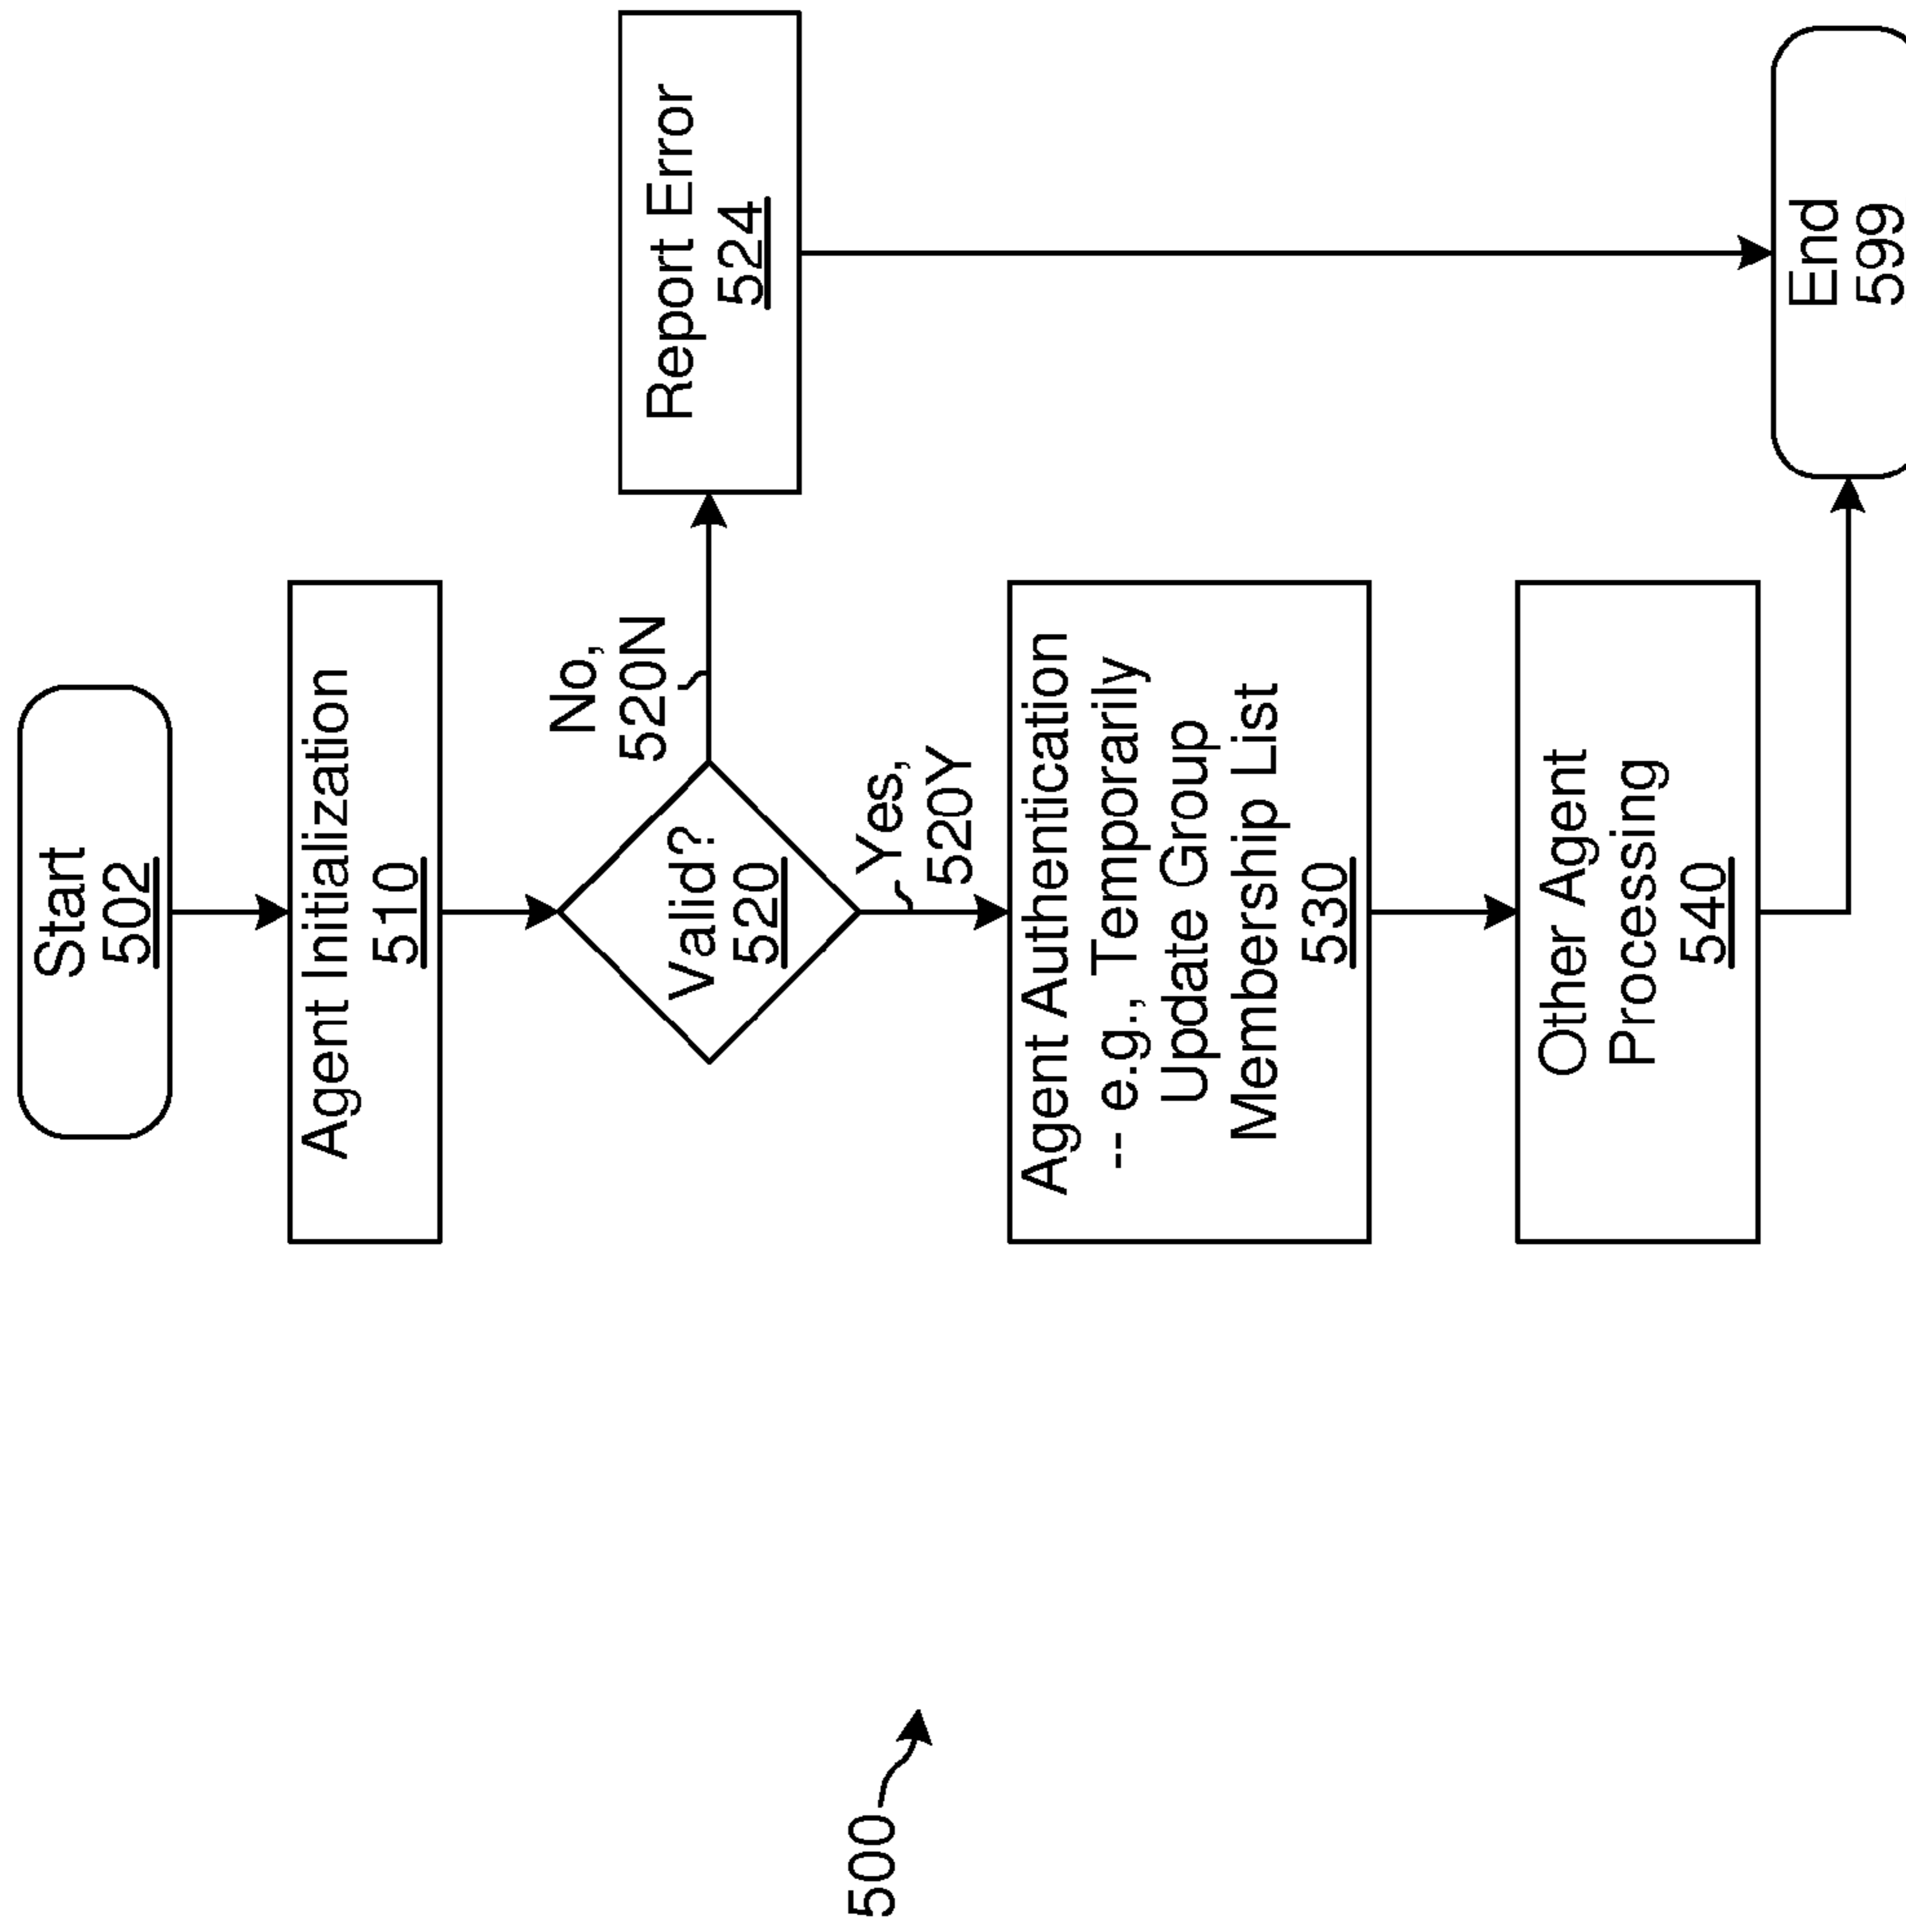 500
Start
502
Agent Initialization
510
Valid?
520
No,
520N
Report Error
524
Yes,
520Y
Agent Authentication
-- e.g., Temporarily
Update Group
Membership List
530
Other Agent
Processing
540
End
599